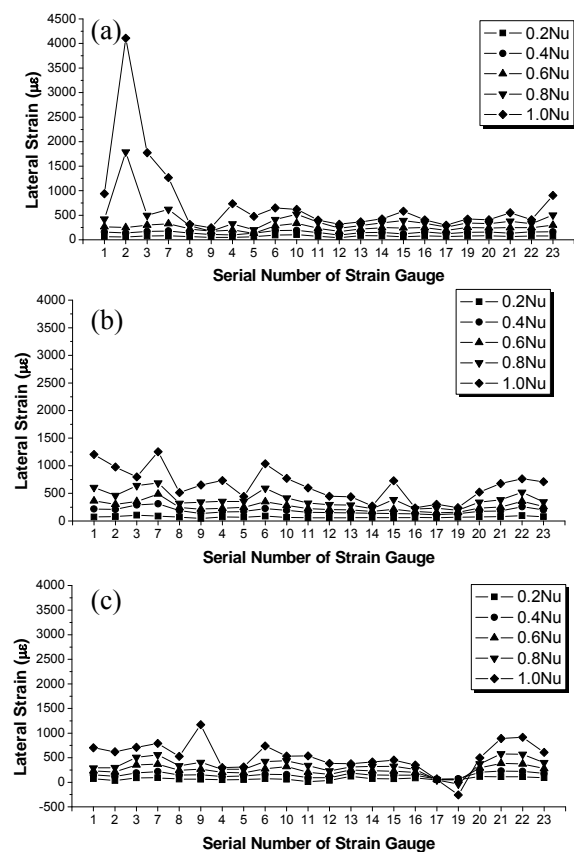 (a)
4500
4000
3500
3000
2500
2000
1500
1000
500
0
Lateral Strain (με)
0.2Nu
0.4Nu
0.6Nu
0.8Nu
1.0Nu
1 2 3 7 8 9 4 5 6 10 11 12 13 14 15 16 17 19 20 21 22 23
Serial Number of Strain Gauge
(b)
4000
3500
3000
2500
2000
1500
1000
500
0
Lateral Strain (με)
0.2Nu
0.4Nu
0.6Nu
0.8Nu
1.0Nu
1 2 3 7 8 9 4 5 6 10 11 12 13 14 15 16 17 19 20 21 22 23
Serial Number of Strain Gauge
(c)
4000
3500
3000
2500
2000
1500
1000
500
0
-500
Lateral Strain (με)
0.2Nu
0.4Nu
0.6Nu
0.8Nu
1.0Nu
1 2 3 7 8 9 4 5 6 10 11 12 13 14 15 16 17 19 20 21 22 23
Serial Number of Strain Gauge